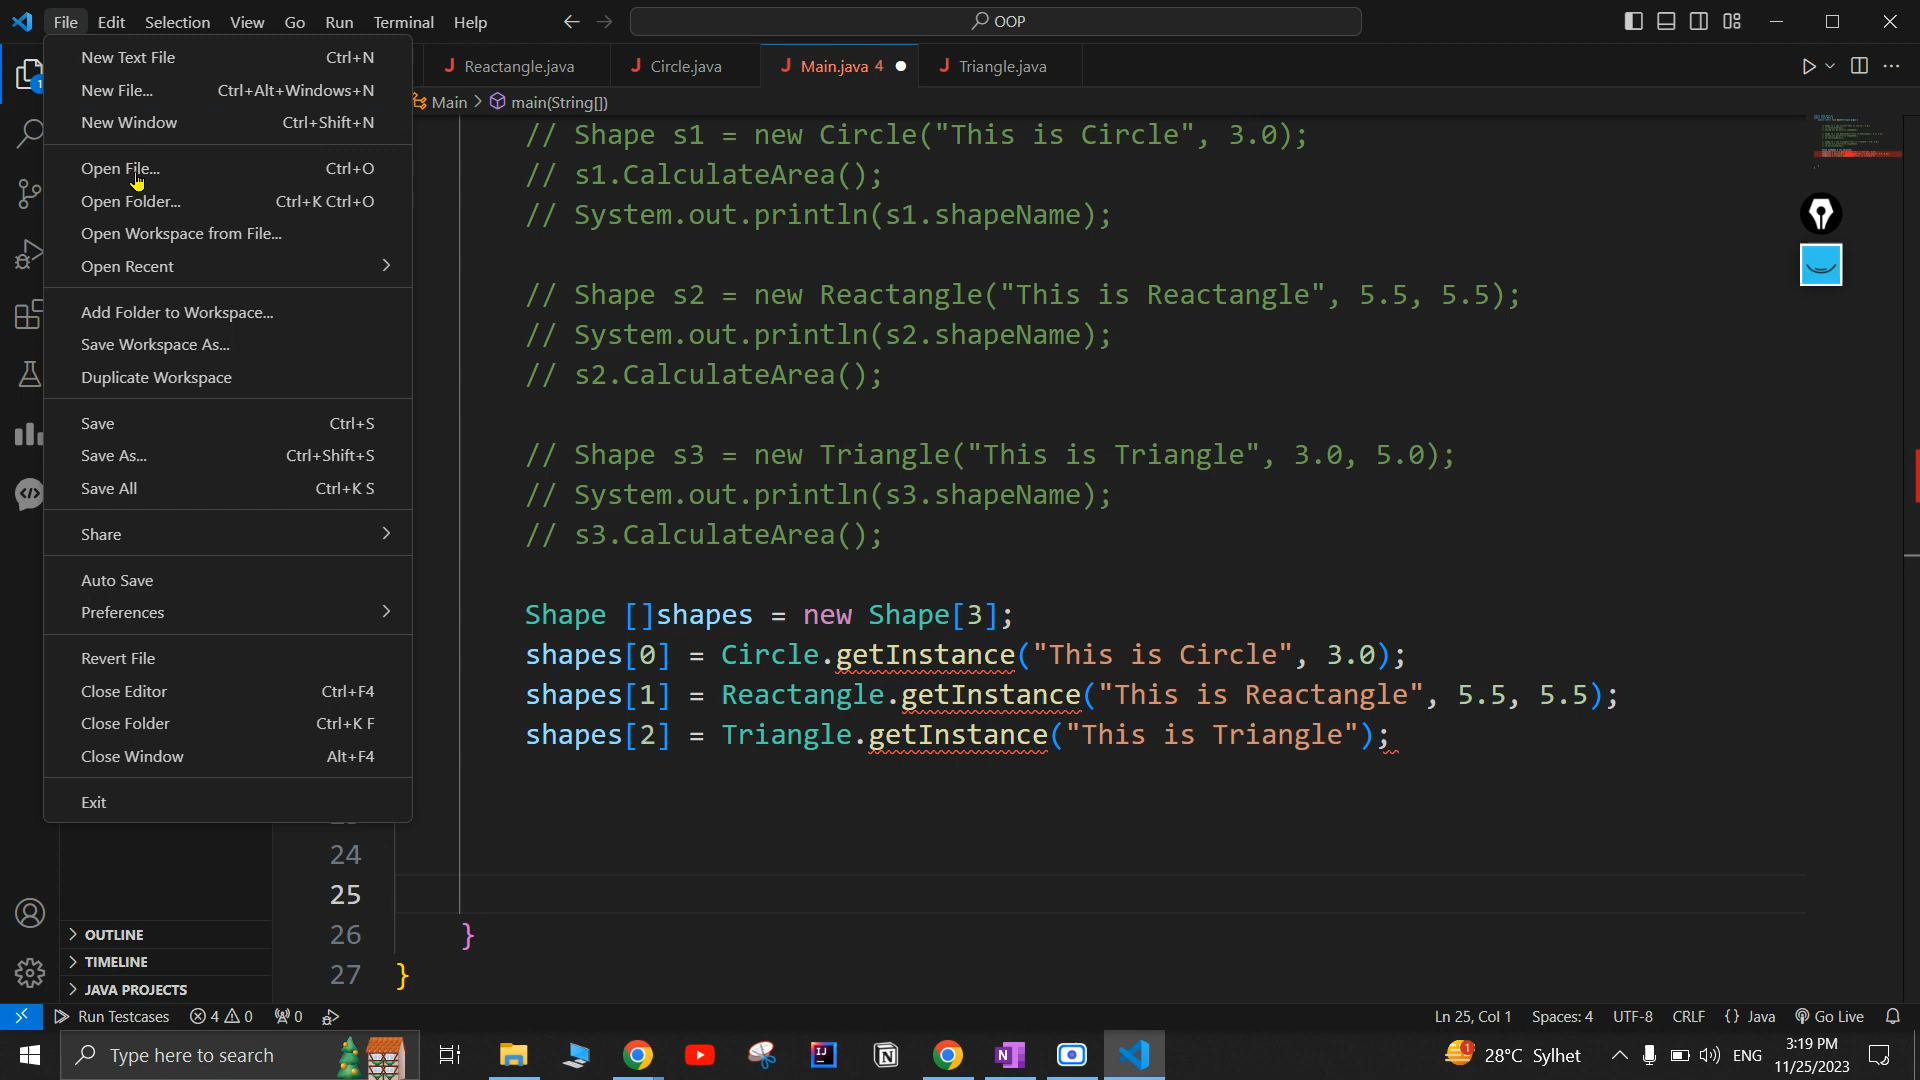 File Edit Selection View Go Run Terminal Help
OOP
New Text File Ctrl+N
New File... Ctrl+Alt+Windows+N
New Window Ctrl+Shift+N
Open File... Ctrl+O
Open Folder... Ctrl+K Ctrl+O
Open Workspace from File...
Open Recent
Add Folder to Workspace...
Save Workspace As...
Duplicate Workspace
Save Ctrl+S
Save As... Ctrl+Shift+S
Save All Ctrl+K S
Share
Auto Save
Preferences
Revert File
Close Editor Ctrl+F4
Close Folder Ctrl+K F
Close Window Alt+F4
Exit
1
J Reactangle.java J Circle.java J Main.java 4 J Triangle.java
Main > main(String[])
// Shape s1 = new Circle("This is Circle", 3.0);
// s1.CalculateArea();
// System.out.println(s1.shapeName);
// Shape s2 = new Reactangle("This is Reactangle", 5.5, 5.5);
// System.out.println(s2.shapeName);
// s2.CalculateArea();
// Shape s3 = new Triangle("This is Triangle", 3.0, 5.0);
// System.out.println(s3.shapeName);
// s3.CalculateArea();
Shape []shapes = new Shape[3];
shapes[0] = Circle.getInstance("This is Circle", 3.0);
shapes[1] = Reactangle.getInstance("This is Reactangle", 5.5, 5.5);
shapes[2] = Triangle.getInstance("This is Triangle");
24
25
26 }
27 }
OUTLINE
TIMELINE
JAVA PROJECTS
Run Testcases 4 0 0 Ln 25, Col 1 Spaces: 4 UTF-8 CRLF {} Java Go Live
Type here to search
1 28°C Sylhet ENG 3:19 PM
11/25/2023